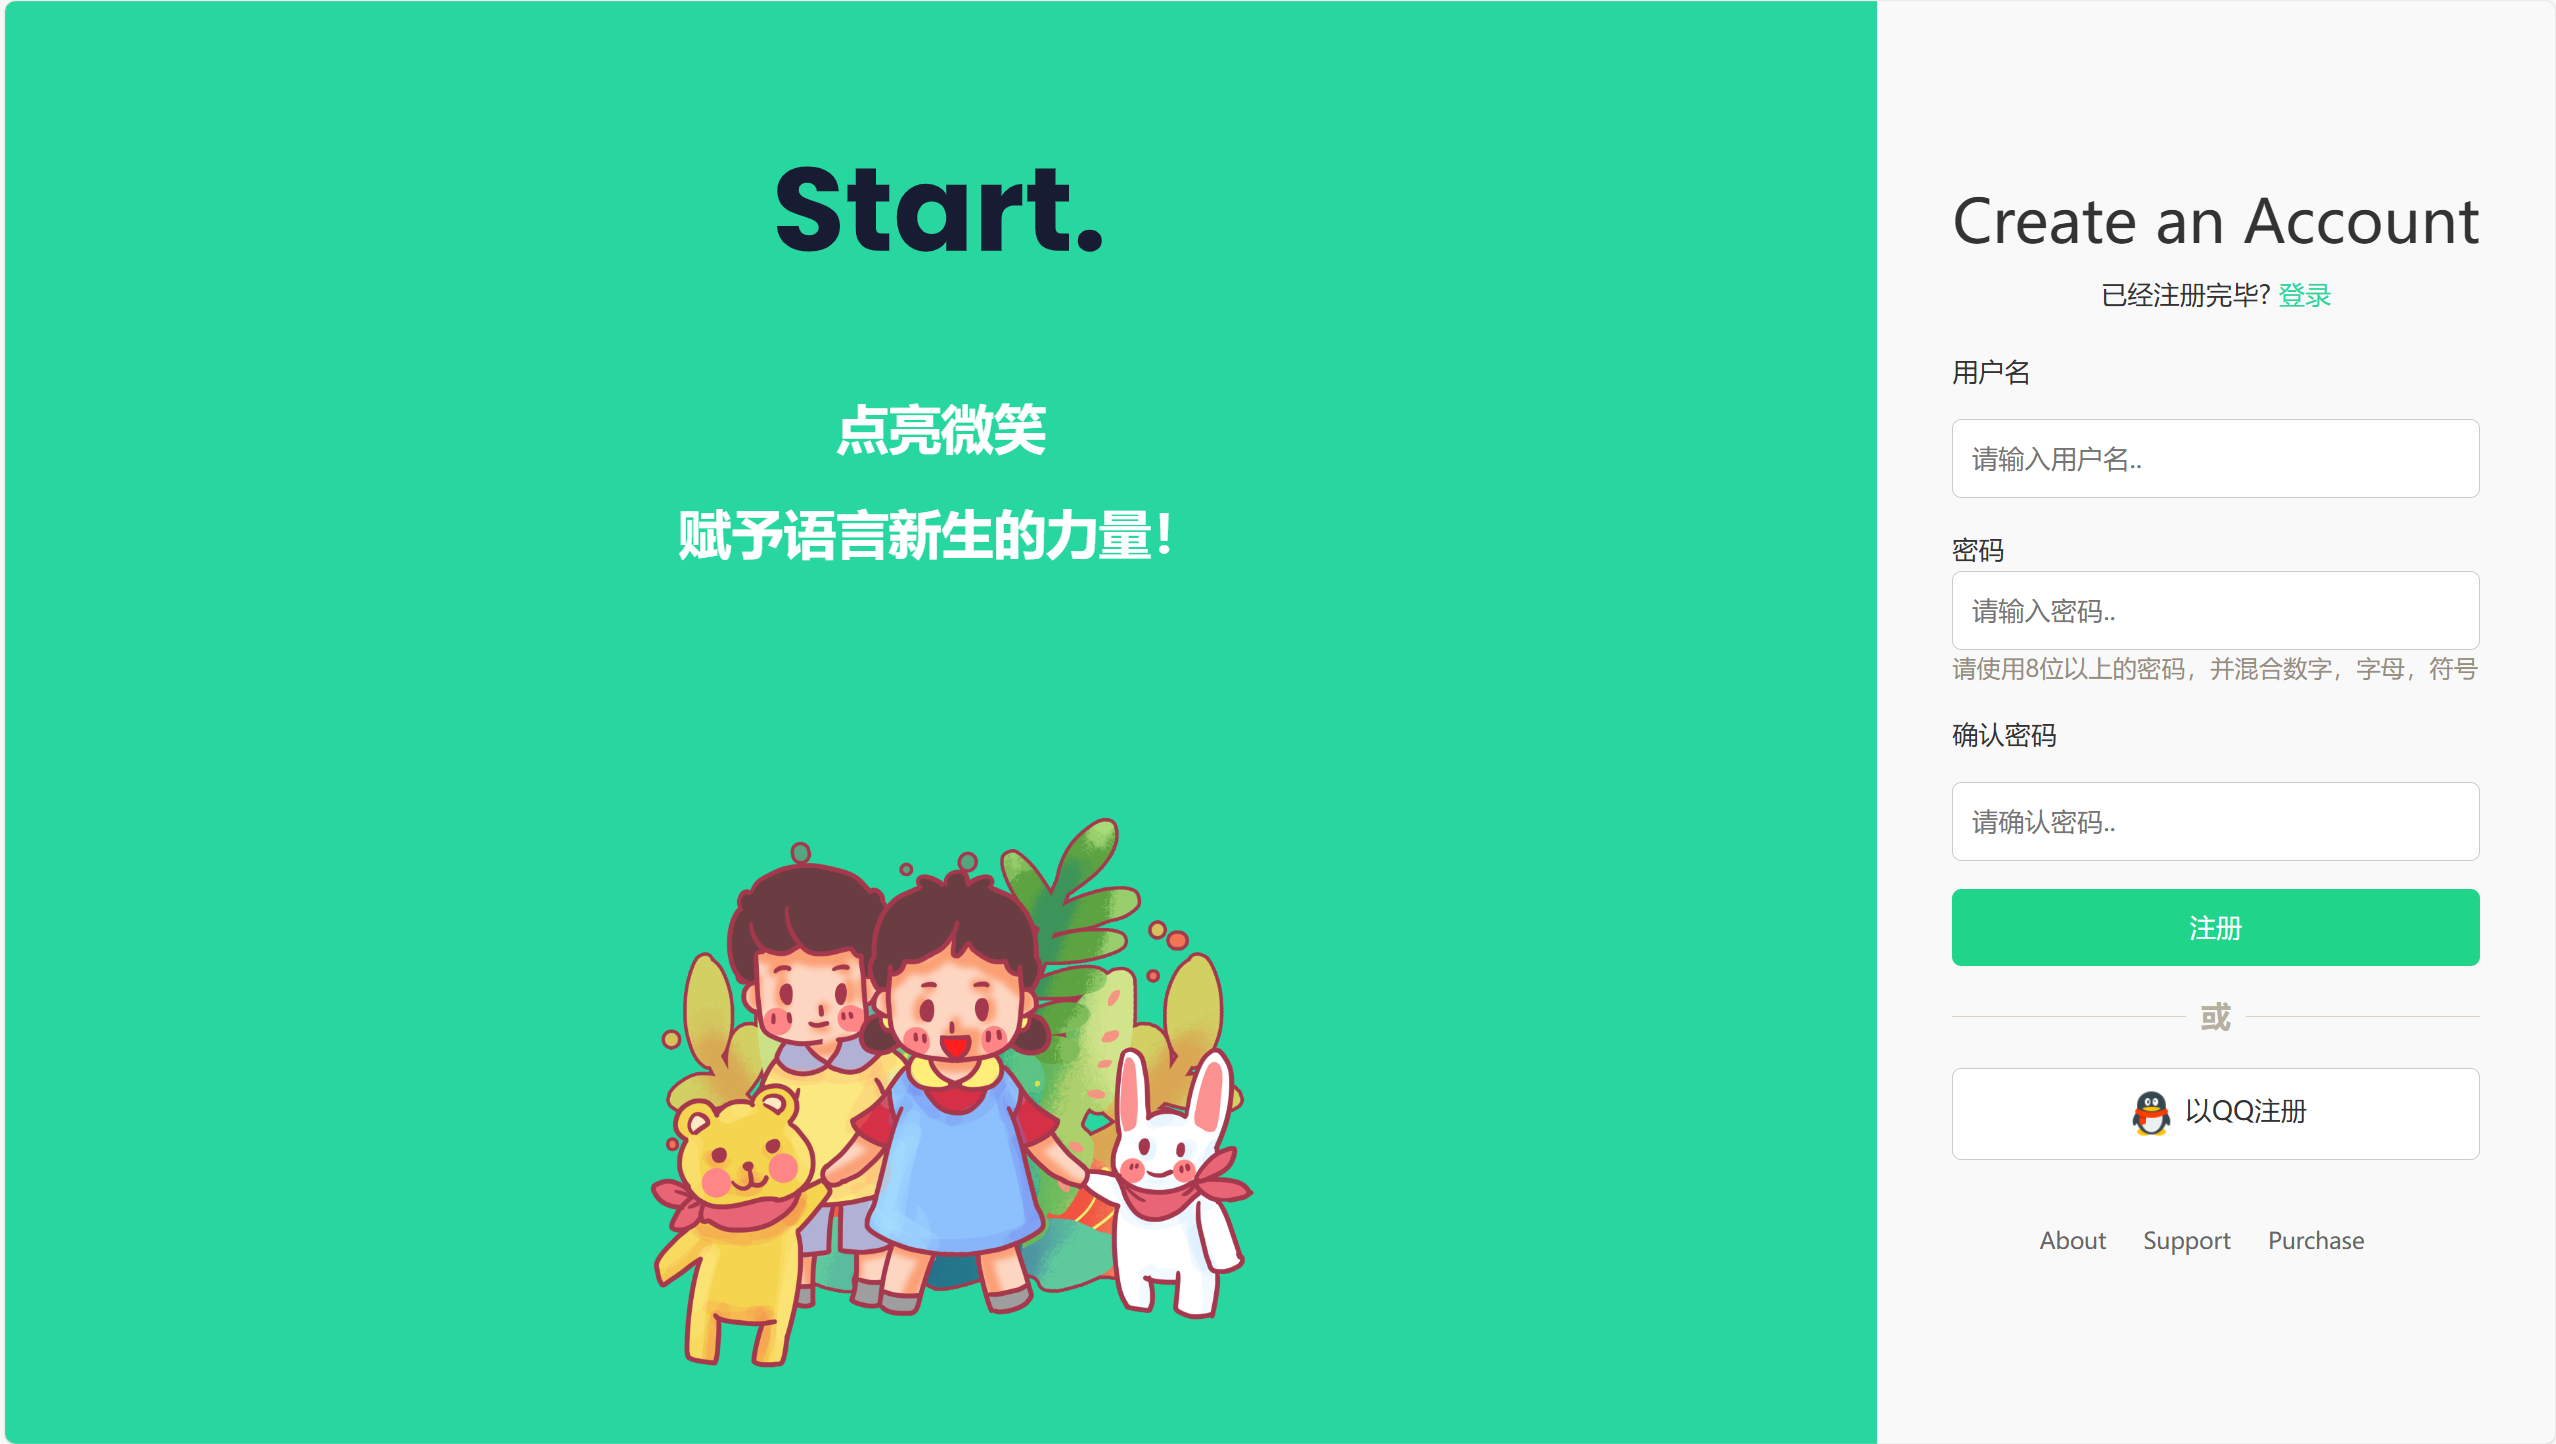 Start.
点亮微笑
赋予语言新生的力量！
Create an Account
已经注册完毕? 登录
用户名
请输入用户名..
密码
请输入密码..
请使用8位以上的密码，并混合数字，字母，符号
确认密码
请确认密码..
注册
或
以QQ注册
About Support Purchase